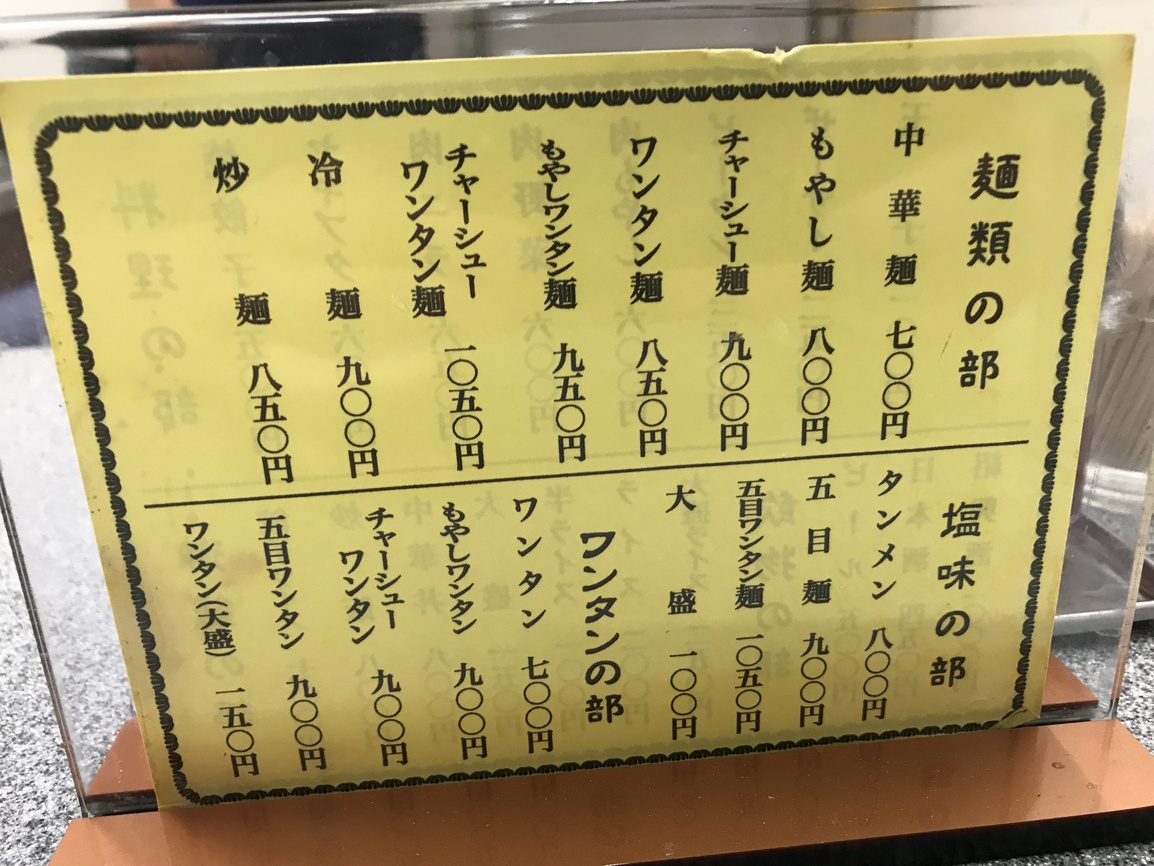 麺類の部
中華麺 七〇〇円
もやし麺 八〇〇円
チャーシュー麺 九〇〇円
ワンタン麺 八五〇円
もやしワンタン麺 九五〇円
チャーシュー
ワンタン麺 一〇五〇円
冷麺 九〇〇円
炒麺 八五〇円
塩味の部
タンメン 八〇〇円
五目麺 九〇〇円
五目ワンタン麺 一〇五〇円
大盛 一〇〇円
ワンタンの部
ワンタン 七〇〇円
もやしワンタン 九〇〇円
チャーシュー
ワンタン 九〇〇円
五目ワンタン 九〇〇円
ワンタン(大盛) 一五〇円